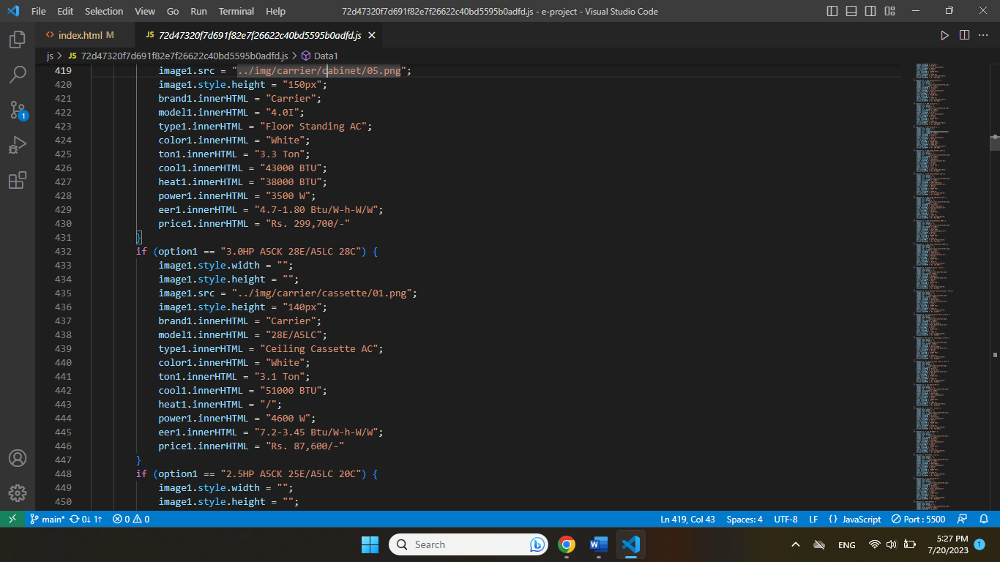 File Edit Selection View Go Run Terminal Help
72d47320f7d691f82e7f26622c40bd5595b0adfd.js - e-project - Visual Studio Code
<> index.html M
JS 72d47320f7d691f82e7f26622c40bd5595b0adfd.js
js > JS 72d47320f7d691f82e7f26622c40bd5595b0adfd.js > Data1
419 image1.src = "../img/carrier/cabinet/05.png";
420 image1.style.height = "150px";
421 brand1.innerHTML = "Carrier";
422 model1.innerHTML = "4.0I";
423 type1.innerHTML = "Floor Standing AC";
424 color1.innerHTML = "White";
425 ton1.innerHTML = "3.3 Ton";
426 cool1.innerHTML = "43000 BTU";
427 heat1.innerHTML = "38000 BTU";
428 power1.innerHTML = "3500 W";
429 eer1.innerHTML = "4.7-1.80 Btu/W-h-W/W";
430 price1.innerHTML = "Rs. 299,700/-"
431 }
432 if (option1 == "3.0HP A5CK 28E/A5LC 28C") {
433 image1.style.width = "";
434 image1.style.height = "";
435 image1.src = "../img/carrier/cassette/01.png";
436 image1.style.height = "140px";
437 brand1.innerHTML = "Carrier";
438 model1.innerHTML = "28E/A5LC";
439 type1.innerHTML = "Ceiling Cassette AC";
440 color1.innerHTML = "White";
441 ton1.innerHTML = "3.1 Ton";
442 cool1.innerHTML = "51000 BTU";
443 heat1.innerHTML = "/";
444 power1.innerHTML = "4600 W";
445 eer1.innerHTML = "7.2-3.45 Btu/W-h-W/W";
446 price1.innerHTML = "Rs. 87,600/-"
447 }
448 if (option1 == "2.5HP A5CK 25E/A5LC 20C") {
449 image1.style.width = "";
450 image1.style.height = "";
1
main* 0↓ 1↑ 0 0
Ln 419, Col 43 Spaces: 4 UTF-8 LF {} JavaScript Port : 5500
Search
ENG
5:27 PM
7/20/2023
1